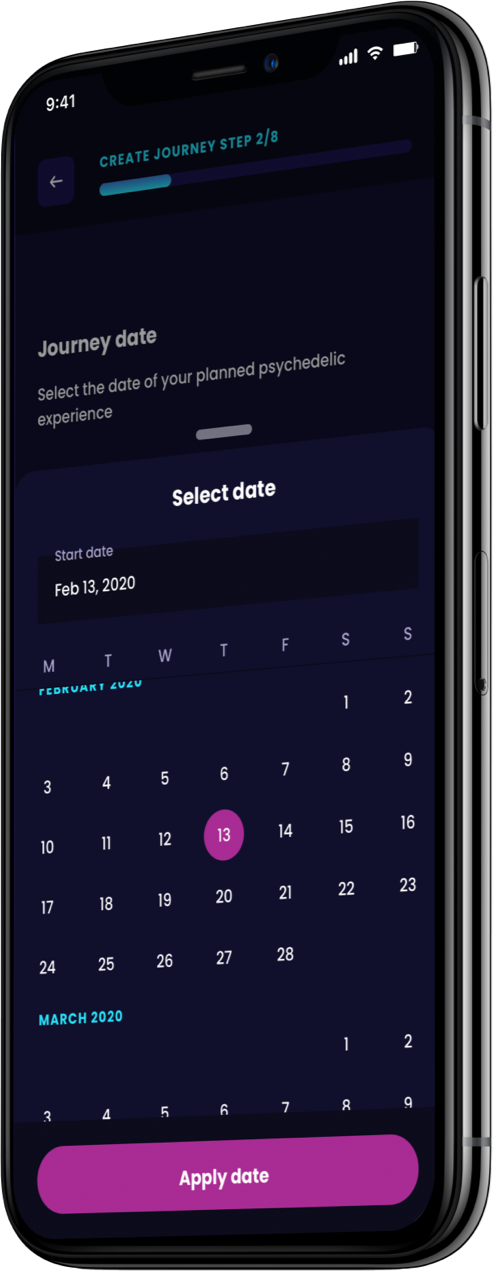 9:41
CREATE JOURNEY STEP 2/8
Journey date
Select the date of your planned psychedelic
experience
Select date
Start date
Feb 13, 2020
M T W T F S S
FEBRUARY 2020
1 2
3 4 5 6 7 8 9
10 11 12 13 14 15 16
17 18 19 20 21 22 23
24 25 26 27 28
MARCH 2020
1 2
3 4 5 6 7 8 9
Apply date